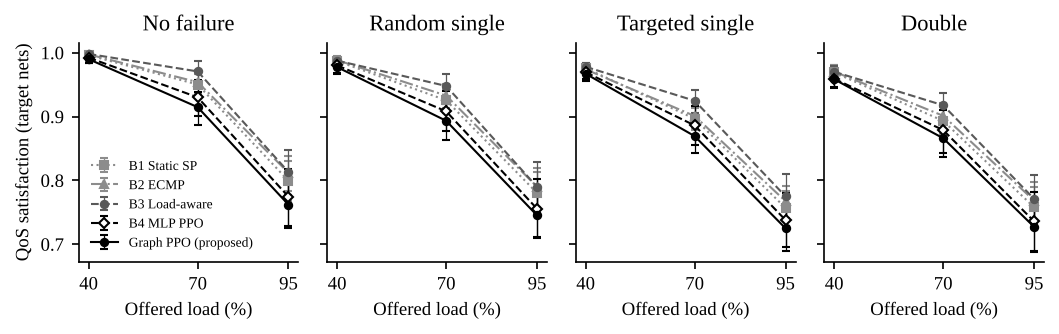 No failure
Random single
Targeted single
Double
QoS satisfaction (target nets)
1.0
0.9
0.8
0.7
B1 Static SP
B2 ECMP
B3 Load-aware
B4 MLP PPO
Graph PPO (proposed)
40 70 95
40 70 95
40 70 95
40 70 95
Offered load (%)
Offered load (%)
Offered load (%)
Offered load (%)